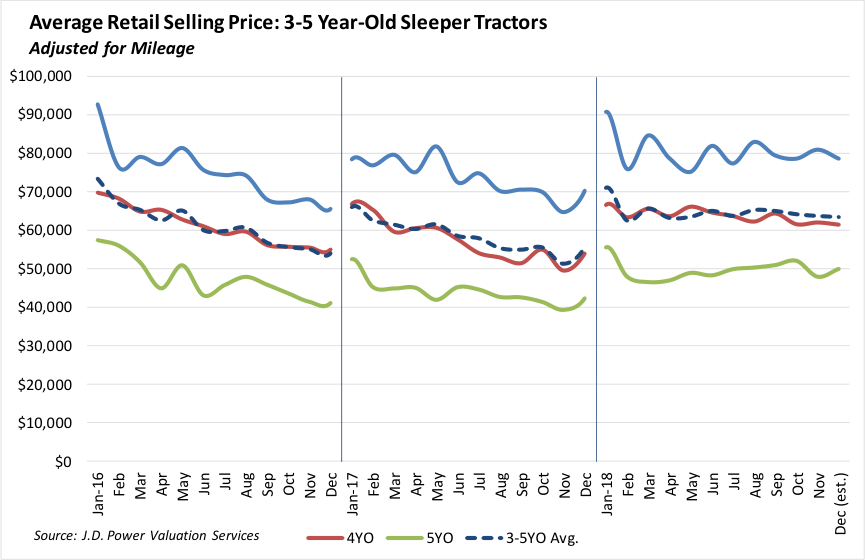 Average Retail Selling Price: 3-5 Year-Old Sleeper Tractors
Adjusted for Mileage
$100,000
$90,000
$80,000
$70,000
$60,000
$50,000
$40,000
$30,000
$20,000
$10,000
$0
Jan-16
Feb
Mar
Apr
May
Jun
Jul
Aug
Sep
Oct
Nov
Dec
Jan-17
Feb
Mar
Apr
May
Jun
Jul
Aug
Sep
Oct
Nov
Dec
Jan-18
Feb
Mar
Apr
May
Jun
Jul
Aug
Sep
Oct
Nov
Dec (est.)
Source: J.D. Power Valuation Services
4YO
5YO
3-5YO Avg.